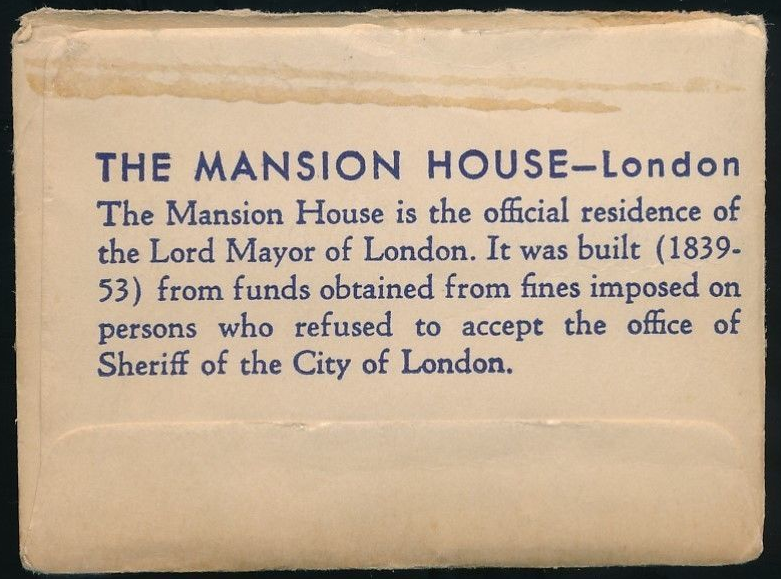 THE MANSION HOUSE—London
The Mansion House is the official residence of
the Lord Mayor of London. It was built (1839-
53) from funds obtained from fines imposed on
persons who refused to accept the office of
Sheriff of the City of London.